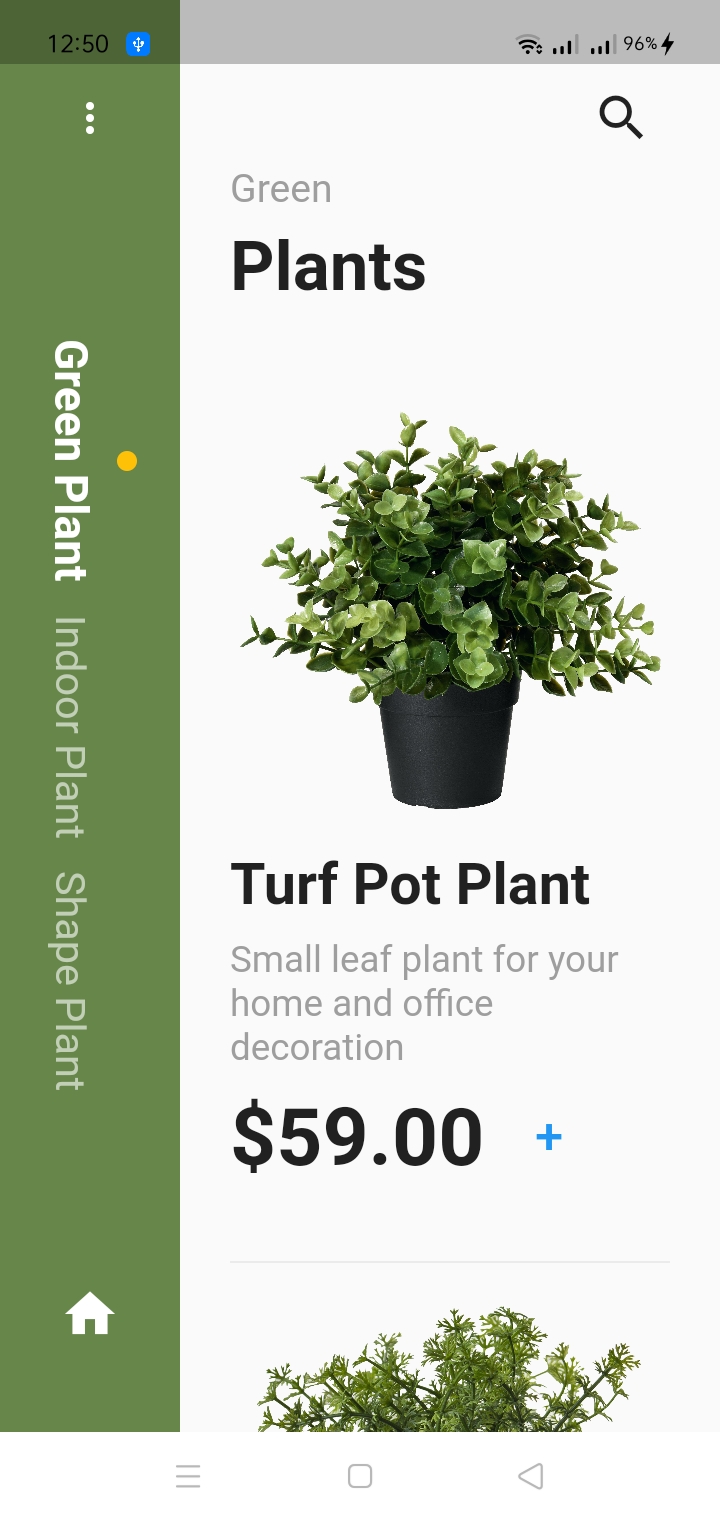 12:50
96%
Green
Plants
Green Plant
Indoor Plant
Shape Plant
Turf Pot Plant
Small leaf plant for your
home and office
decoration
$59.00 +